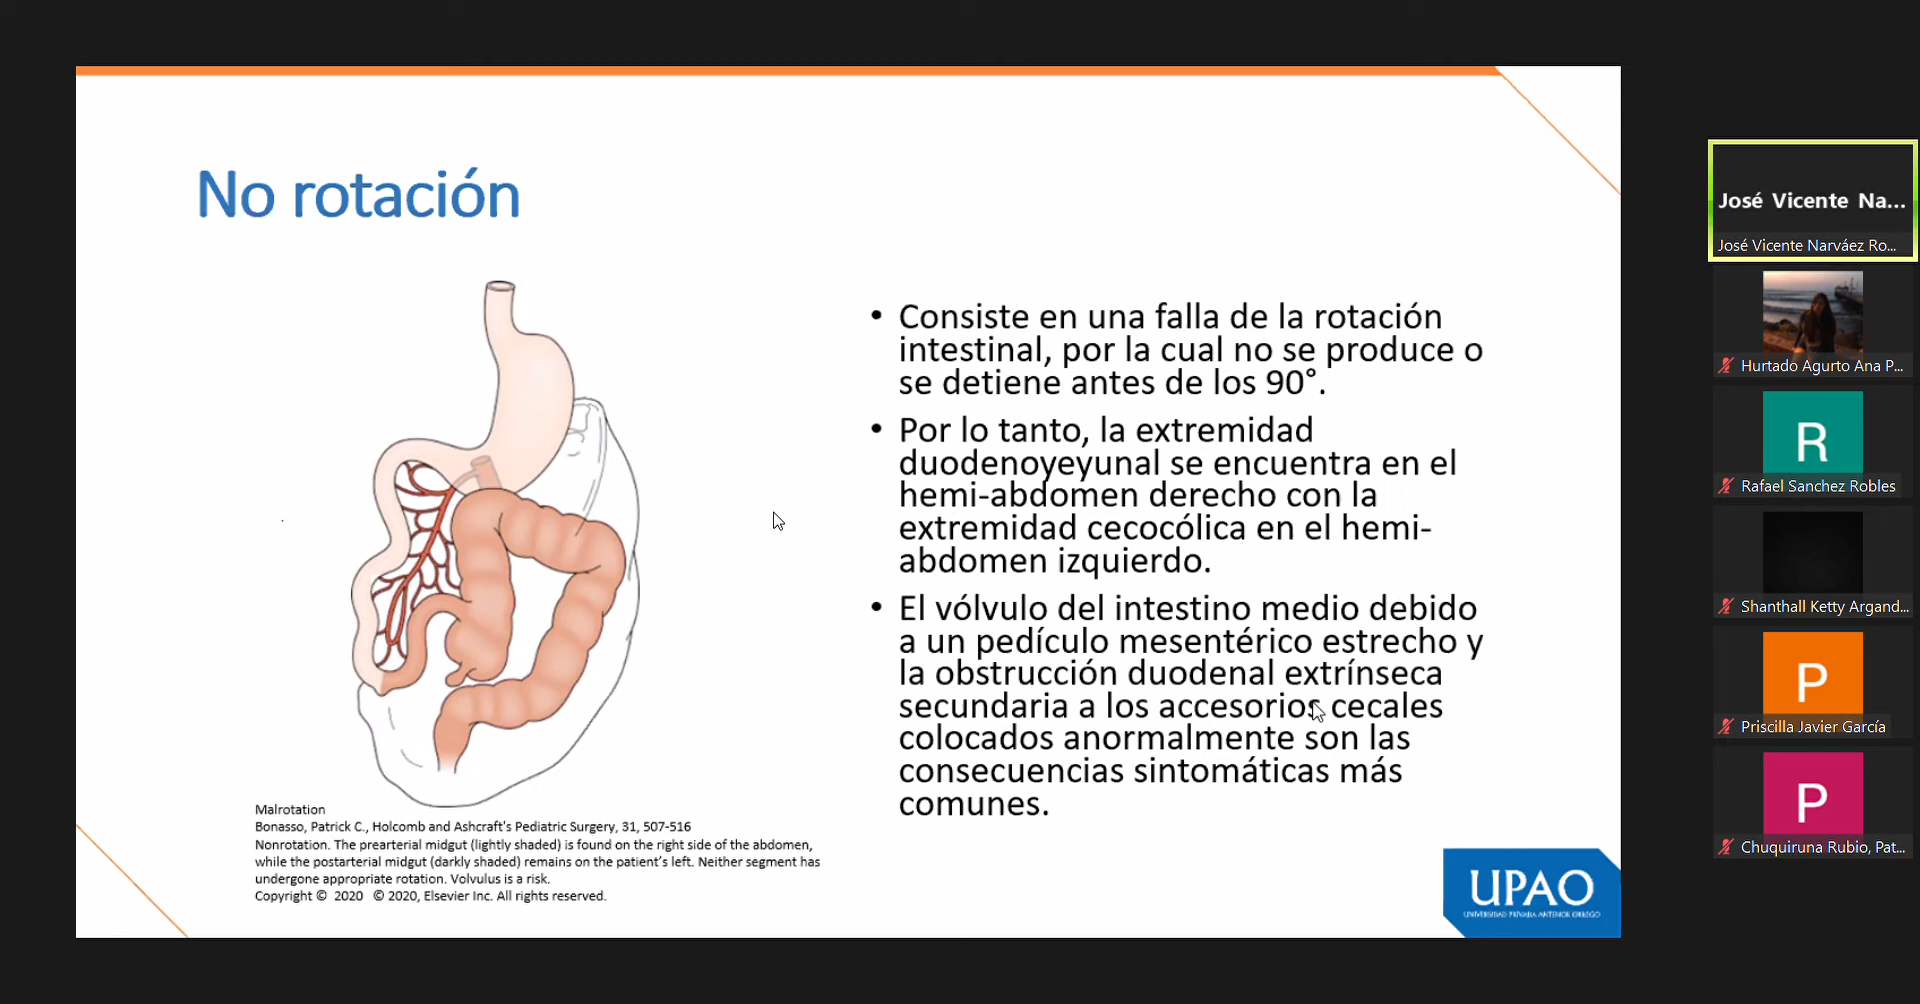 No rotación
• Consiste en una falla de la rotación
intestinal, por la cual no se produce o
se detiene antes de los 90°.
• Por lo tanto, la extremidad
duodenoyeyunal se encuentra en el
hemi-abdomen derecho con la
extremidad cecocólica en el hemi-
abdomen izquierdo.
• El vólvulo del intestino medio debido
a un pedículo mesentérico estrecho y
la obstrucción duodenal extrínseca
secundaria a los accesorios cecales
colocados anormalmente son las
consecuencias sintomáticas más
comunes.
Malrotation
Bonasso, Patrick C., Holcomb and Ashcraft's Pediatric Surgery, 31, 507-516
Nonrotation. The prearterial midgut (lightly shaded) is found on the right side of the abdomen,
while the postarterial midgut (darkly shaded) remains on the patient's left. Neither segment has
undergone appropriate rotation. Volvulus is a risk.
Copyright © 2020 © 2020, Elsevier Inc. All rights reserved.
UPAO
UNIVERSIDAD PRIVADA ANTENOR ORREGO
José Vicente Na...
José Vicente Narváez Ro...
Hurtado Agurto Ana P...
R
Rafael Sanchez Robles
Shanthall Ketty Argand...
P
Priscilla Javier García
P
Chuquiruna Rubio, Pat...